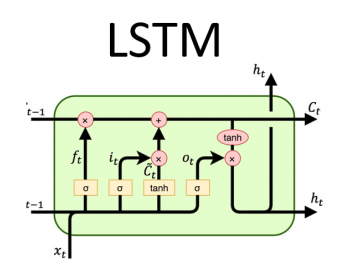 LSTM
h_t
t-1 × + C_t
tanh
f_t i_t × o_t ×
C̃_t
σ σ tanh σ
t-1 h_t
x_t